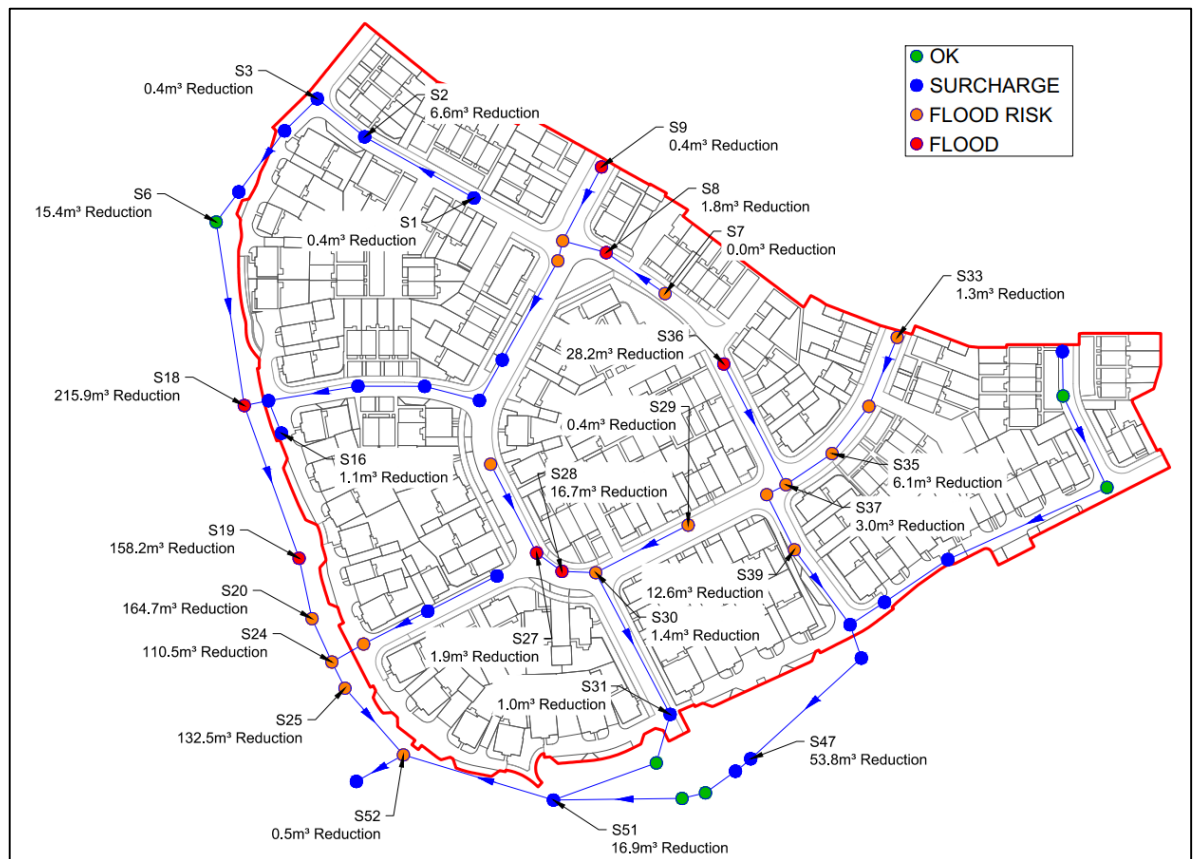 OK
SURCHARGE
FLOOD RISK
FLOOD
S3
0.4m³ Reduction
S2
6.6m³ Reduction
S9
0.4m³ Reduction
S8
1.8m³ Reduction
S6
15.4m³ Reduction
S1
0.4m³ Reduction
S7
0.0m³ Reduction
S33
1.3m³ Reduction
S36
28.2m³ Reduction
S18
215.9m³ Reduction
S29
0.4m³ Reduction
S16
1.1m³ Reduction
S28
16.7m³ Reduction
S35
6.1m³ Reduction
S37
3.0m³ Reduction
S19
158.2m³ Reduction
S39
12.6m³ Reduction
S20
164.7m³ Reduction
S30
1.4m³ Reduction
S24
110.5m³ Reduction
S27
1.9m³ Reduction
S31
1.0m³ Reduction
S25
132.5m³ Reduction
S47
53.8m³ Reduction
S52
0.5m³ Reduction
S51
16.9m³ Reduction